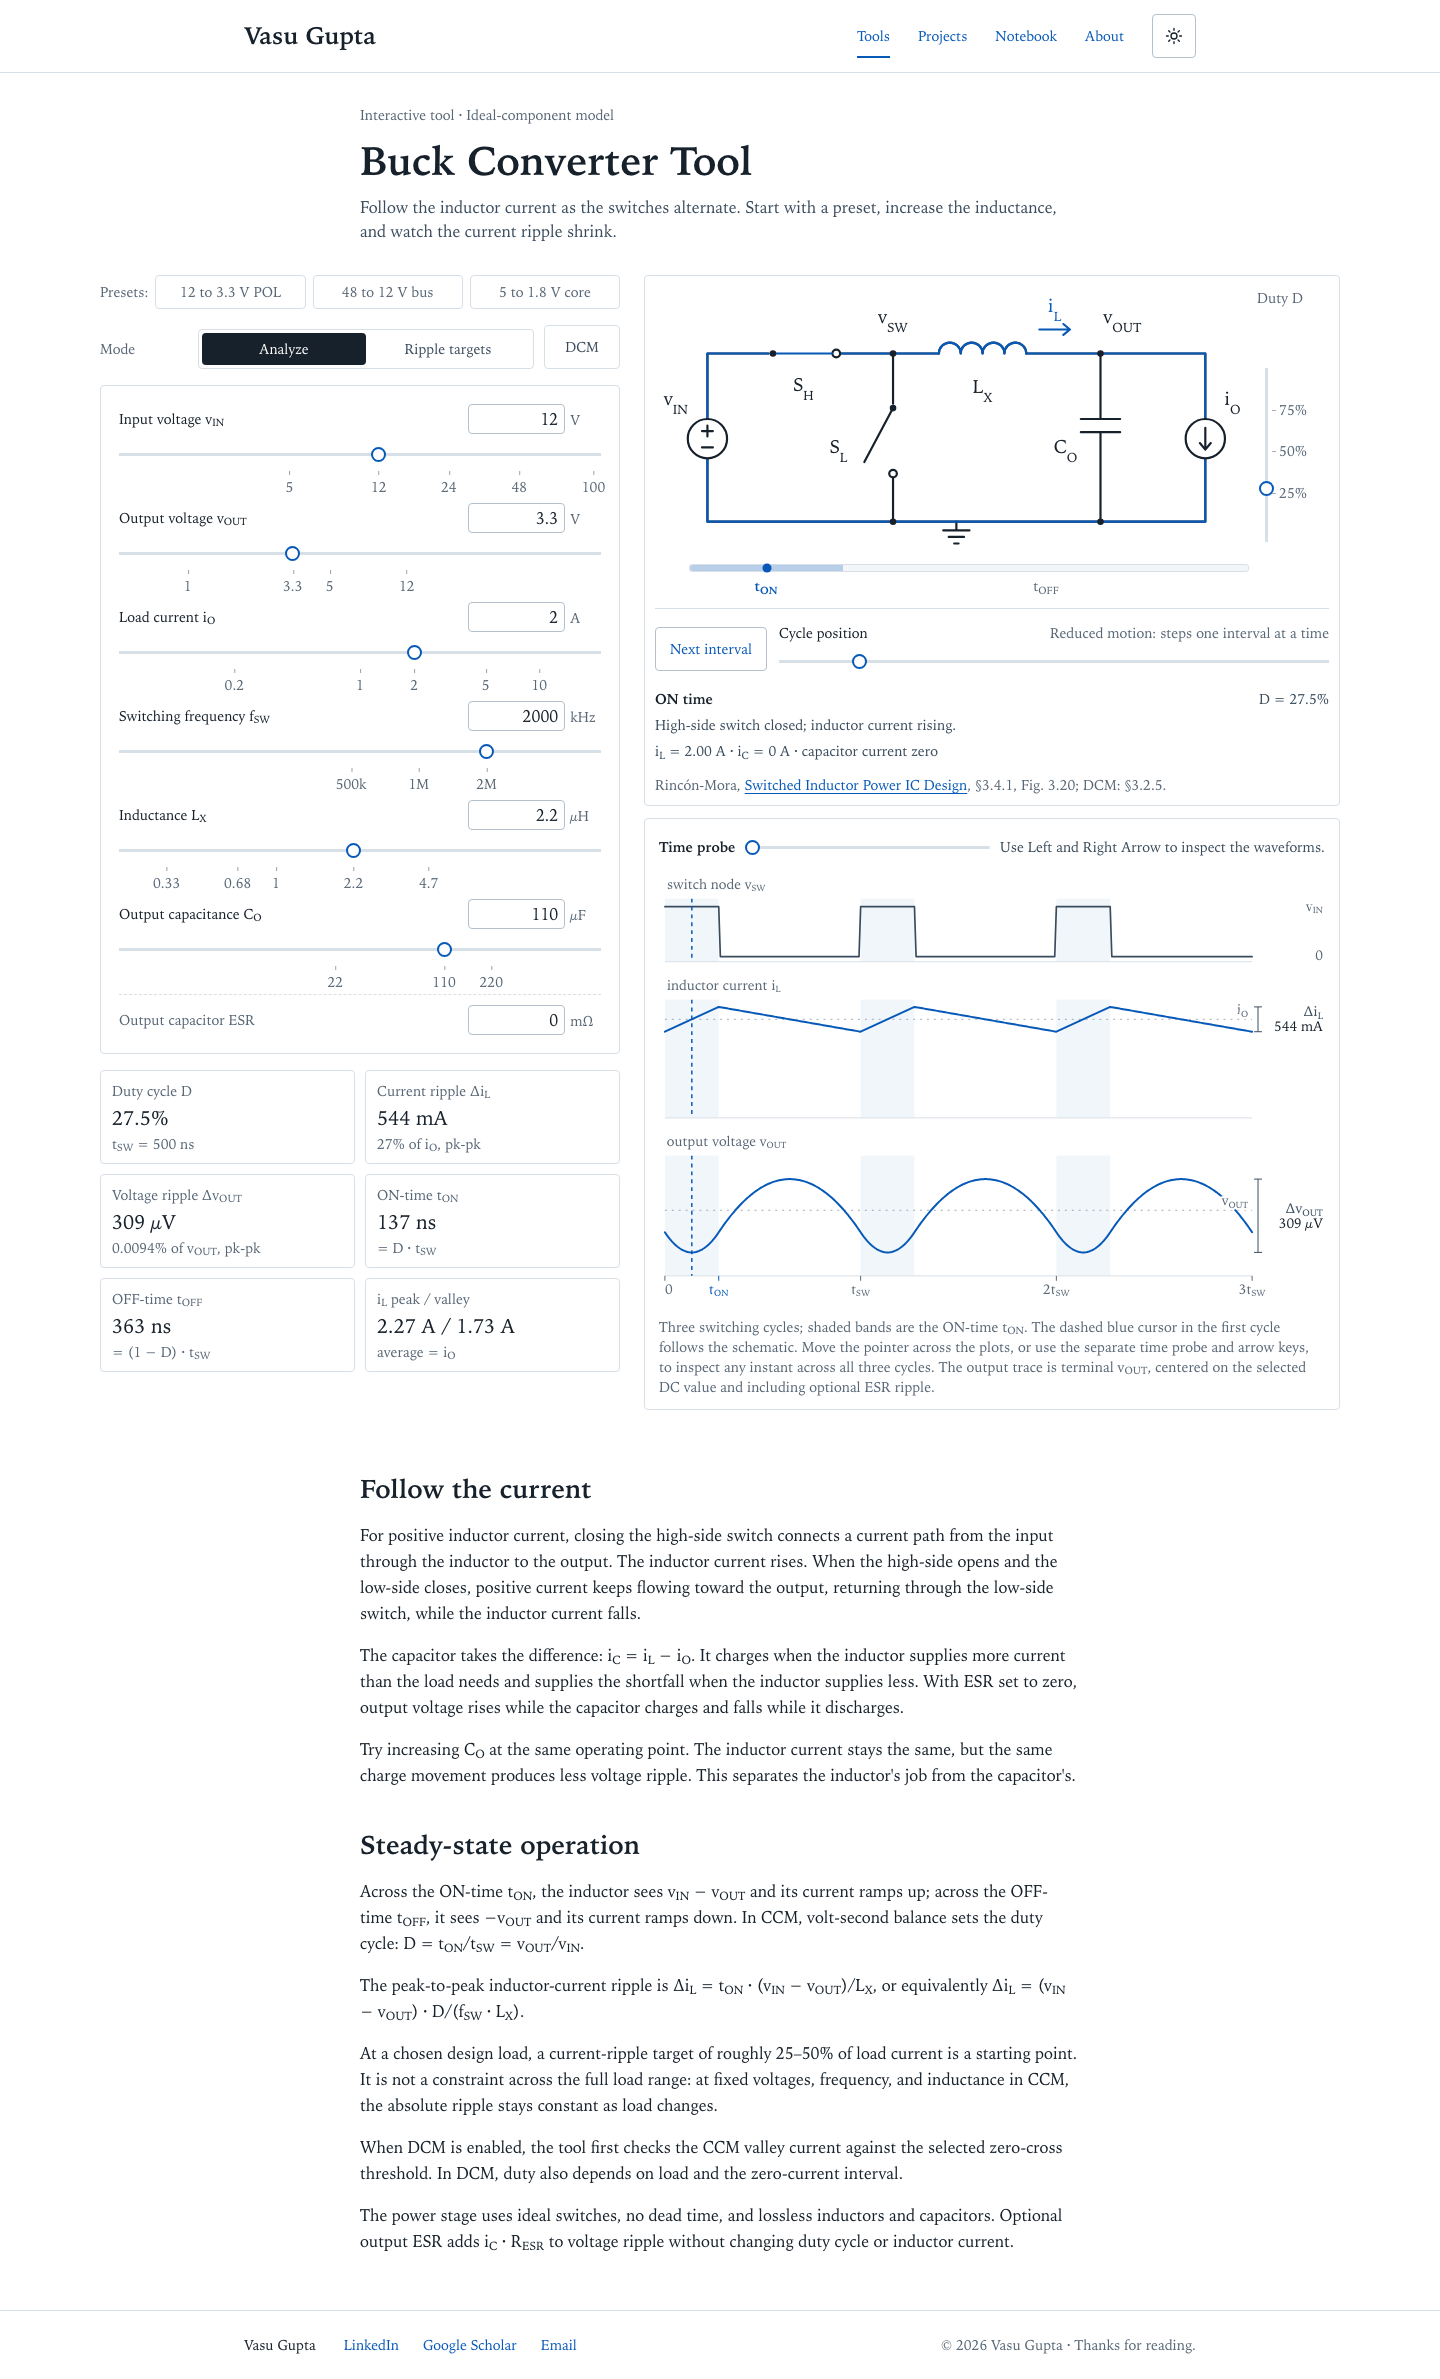 Vasu Gupta
Tools Projects Notebook About
Interactive tool · Ideal-component model
Buck Converter Tool
Follow the inductor current as the switches alternate. Start with a preset, increase the inductance,
and watch the current ripple shrink.
Presets: 12 to 3.3 V POL 48 to 12 V bus 5 to 1.8 V core
Mode Analyze Ripple targets DCM
Input voltage vIN 12 V
5 12 24 48 100
Output voltage vOUT 3.3 V
1 3.3 5 12
Load current iO 2 A
0.2 1 2 5 10
Switching frequency fSW 2000 kHz
500k 1M 2M
Inductance LX 2.2 μH
0.33 0.68 1 2.2 4.7
Output capacitance CO 110 μF
22 110 220
Output capacitor ESR 0 mΩ
Duty cycle D
27.5%
tSW = 500 ns
Current ripple ΔiL
544 mA
27% of iO, pk-pk
Voltage ripple ΔvOUT
309 μV
0.0094% of vOUT, pk-pk
ON-time tON
137 ns
= D · tSW
OFF-time tOFF
363 ns
= (1 − D) · tSW
iL peak / valley
2.27 A / 1.73 A
average = iO
Duty D
iL
vSW vOUT
SH LX
vIN iO
SL CO
75%
50%
25%
tON tOFF
Next interval Cycle position Reduced motion: steps one interval at a time
ON time D = 27.5%
High-side switch closed; inductor current rising.
iL = 2.00 A · iC = 0 A · capacitor current zero
Rincón-Mora, Switched Inductor Power IC Design, §3.4.1, Fig. 3.20; DCM: §3.2.5.
Time probe Use Left and Right Arrow to inspect the waveforms.
switch node vSW
vIN
0
inductor current iL
iO ΔiL
544 mA
output voltage vOUT
vOUT ΔvOUT
309 μV
0 tON tSW 2tSW 3tSW
Three switching cycles; shaded bands are the ON-time tON. The dashed blue cursor in the first cycle
follows the schematic. Move the pointer across the plots, or use the separate time probe and arrow keys,
to inspect any instant across all three cycles. The output trace is terminal vOUT, centered on the selected
DC value and including optional ESR ripple.
Follow the current
For positive inductor current, closing the high-side switch connects a current path from the input
through the inductor to the output. The inductor current rises. When the high-side opens and the
low-side closes, positive current keeps flowing toward the output, returning through the low-side
switch, while the inductor current falls.
The capacitor takes the difference: iC = iL − iO. It charges when the inductor supplies more current
than the load needs and supplies the shortfall when the inductor supplies less. With ESR set to zero,
output voltage rises while the capacitor charges and falls while it discharges.
Try increasing CO at the same operating point. The inductor current stays the same, but the same
charge movement produces less voltage ripple. This separates the inductor's job from the capacitor's.
Steady-state operation
Across the ON-time tON, the inductor sees vIN − vOUT and its current ramps up; across the OFF-
time tOFF, it sees −vOUT and its current ramps down. In CCM, volt-second balance sets the duty
cycle: D = tON/tSW = vOUT/vIN.
The peak-to-peak inductor-current ripple is ΔiL = tON · (vIN − vOUT)/LX, or equivalently ΔiL = (vIN
− vOUT) · D/(fSW · LX).
At a chosen design load, a current-ripple target of roughly 25–50% of load current is a starting point.
It is not a constraint across the full load range: at fixed voltages, frequency, and inductance in CCM,
the absolute ripple stays constant as load changes.
When DCM is enabled, the tool first checks the CCM valley current against the selected zero-cross
threshold. In DCM, duty also depends on load and the zero-current interval.
The power stage uses ideal switches, no dead time, and lossless inductors and capacitors. Optional
output ESR adds iC · RESR to voltage ripple without changing duty cycle or inductor current.
Vasu Gupta LinkedIn Google Scholar Email © 2026 Vasu Gupta · Thanks for reading.